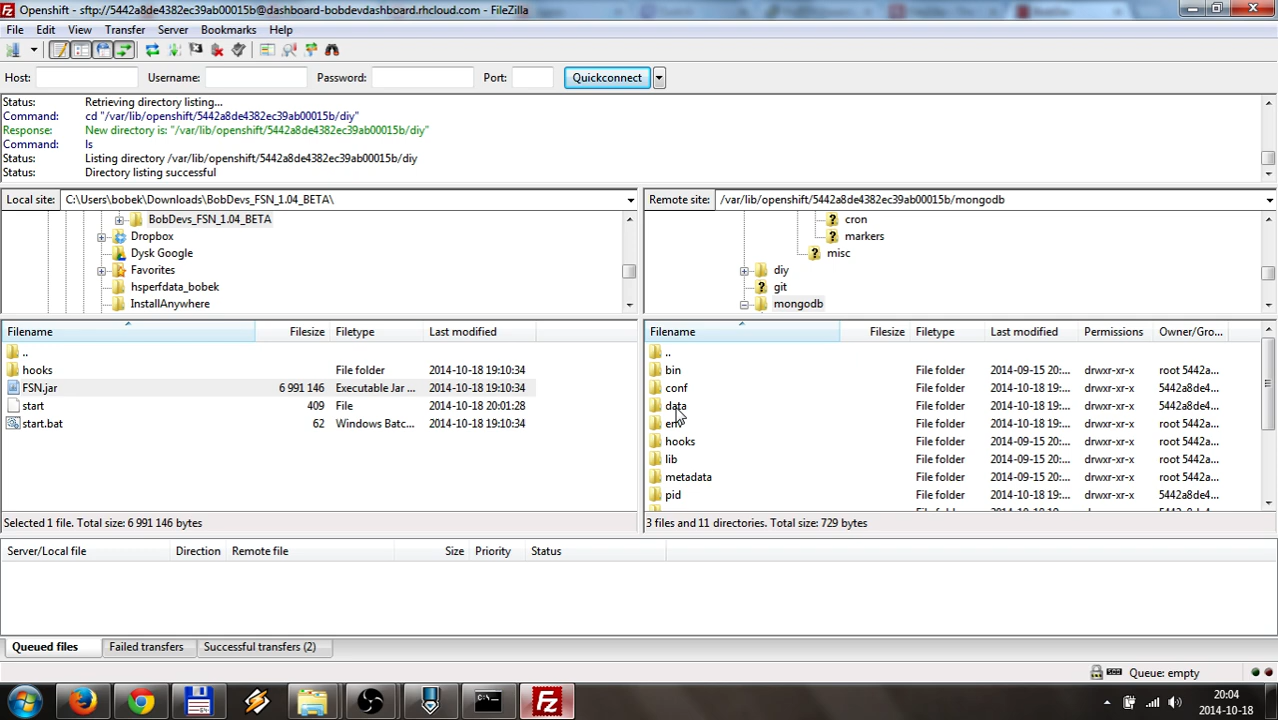 Openshift - sftp://5442a8de4382ec39ab00015b@dashboard-bobdevdashboard.rhcloud.com - FileZilla
File Edit View Transfer Server Bookmarks Help
Host: Username: Password: Port: Quickconnect
Status: Retrieving directory listing...
Command: cd "/var/lib/openshift/5442a8de4382ec39ab00015b/diy"
Response: New directory is: "/var/lib/openshift/5442a8de4382ec39ab00015b/diy"
Command: ls
Status: Listing directory /var/lib/openshift/5442a8de4382ec39ab00015b/diy
Status: Directory listing successful
Local site: C:\Users\bobek\Downloads\BobDevs_FSN_1.04_BETA\
BobDevs_FSN_1.04_BETA
Dropbox
Dysk Google
Favorites
hsperfdata_bobek
InstallAnywhere
Filename Filesize Filetype Last modified
..
hooks File folder 2014-10-18 19:10:34
FSN.jar 6 991 146 Executable Jar ... 2014-10-18 19:10:34
start 409 File 2014-10-18 20:01:28
start.bat 62 Windows Batc... 2014-10-18 19:10:34
Selected 1 file. Total size: 6 991 146 bytes
Remote site: /var/lib/openshift/5442a8de4382ec39ab00015b/mongodb
cron
markers
misc
diy
git
mongodb
Filename Filesize Filetype Last modified Permissions Owner/Gro...
..
bin File folder 2014-09-15 20:... drwxr-xr-x root 5442a...
conf File folder 2014-10-18 19:... drwxr-xr-x 5442a8de4...
data File folder 2014-10-18 19:... drwxr-xr-x 5442a8de4...
File folder 2014-10-18 19:... drwxr-xr-x root 5442a...
hooks File folder 2014-09-15 20:... drwxr-xr-x root 5442a...
lib File folder 2014-09-15 20:... drwxr-xr-x root 5442a...
metadata File folder 2014-10-18 19:... drwxr-xr-x root 5442a...
pid File folder 2014-10-18 19:... drwxr-xr-x 5442a8de4...
3 files and 11 directories. Total size: 729 bytes
Server/Local file Direction Remote file Size Priority Status
Queued files Failed transfers Successful transfers (2)
Queue: empty
20:04
2014-10-18